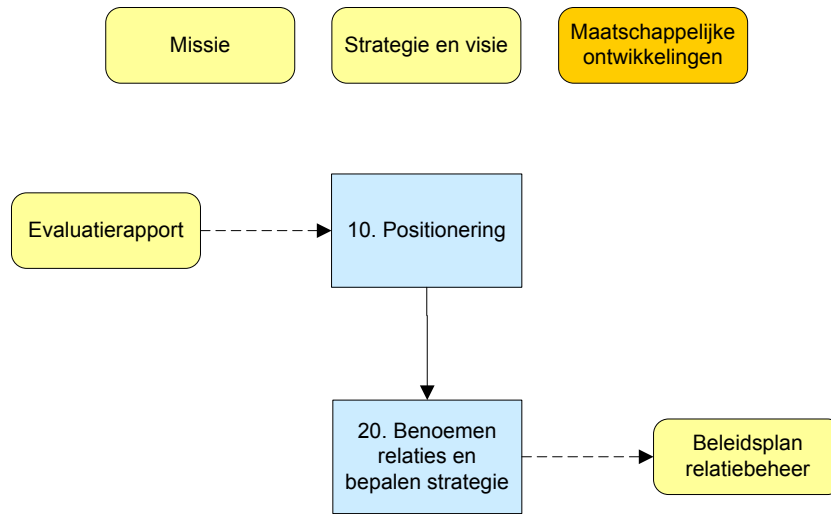 Missie
Strategie en visie
Maatschappelijke
ontwikkelingen
Evaluatierapport
10. Positionering
20. Benoemen
relaties en
bepalen strategie
Beleidsplan
relatiebeheer